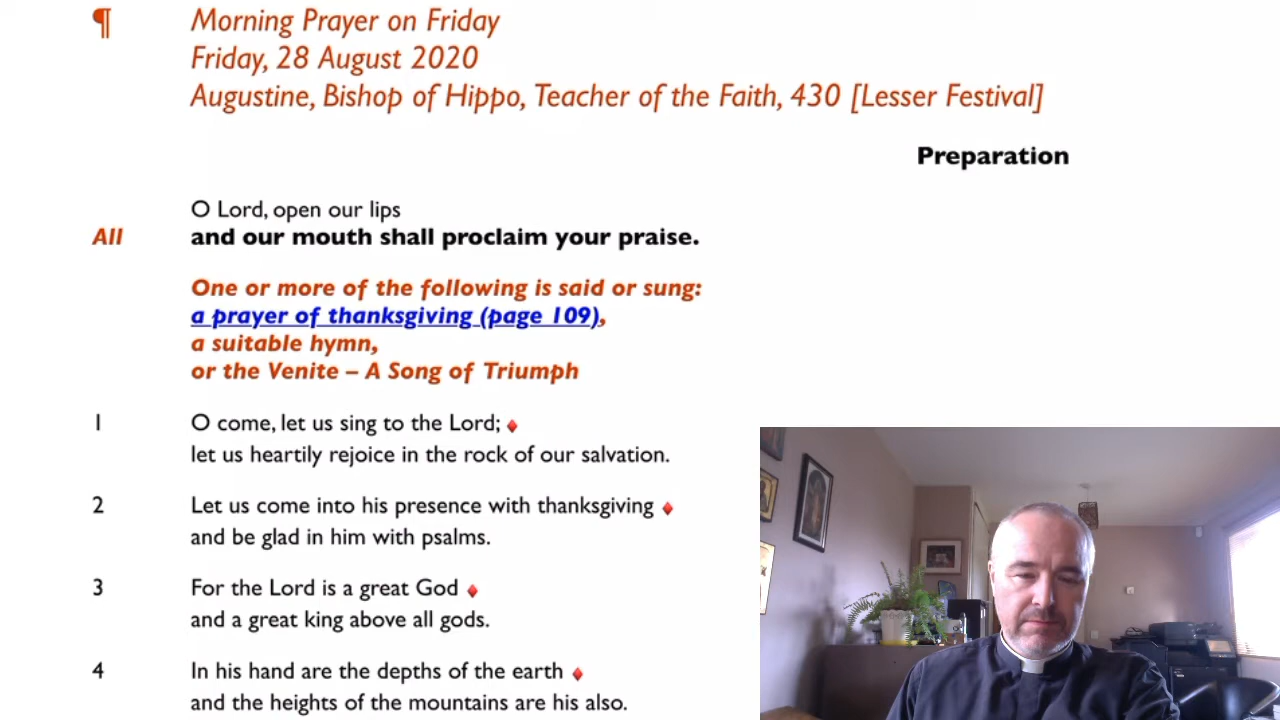 ¶ Morning Prayer on Friday
Friday, 28 August 2020
Augustine, Bishop of Hippo, Teacher of the Faith, 430 [Lesser Festival]
Preparation
O Lord, open our lips
All and our mouth shall proclaim your praise.
One or more of the following is said or sung:
a prayer of thanksgiving (page 109),
a suitable hymn,
or the Venite – A Song of Triumph
1 O come, let us sing to the Lord; ♦
let us heartily rejoice in the rock of our salvation.
2 Let us come into his presence with thanksgiving ♦
and be glad in him with psalms.
3 For the Lord is a great God ♦
and a great king above all gods.
4 In his hand are the depths of the earth ♦
and the heights of the mountains are his also.